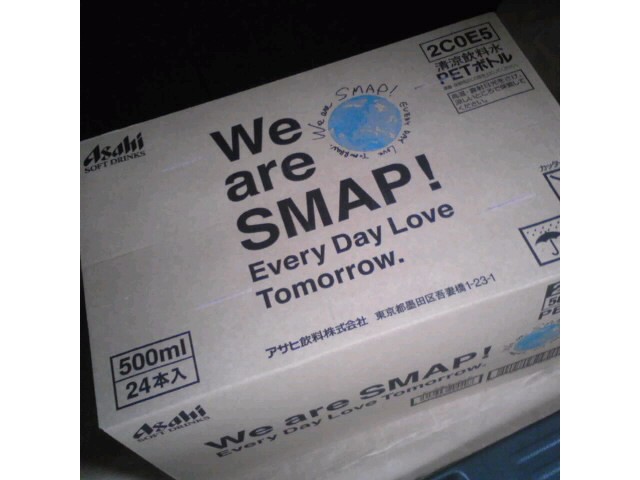 2C0E5
清涼飲料水
PETボトル
Asahi
SOFT DRINKS
We are SMAP!
EVERY DAY LOVE TOMORROW.
We
are
SMAP!
Every Day Love
Tomorrow.
アサヒ飲料株式会社 東京都墨田区吾妻橋1-23-1
500ml
24本入
Asahi
SOFT DRINKS
We are SMAP!
Every Day Love Tomorrow.